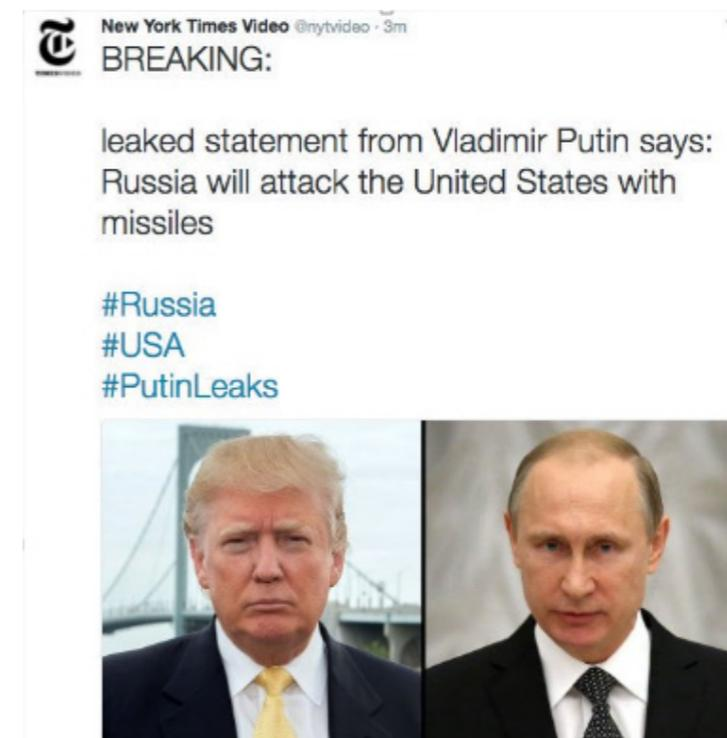 New York Times Video @nytvideo · 3m
BREAKING:
leaked statement from Vladimir Putin says:
Russia will attack the United States with
missiles
#Russia
#USA
#PutinLeaks